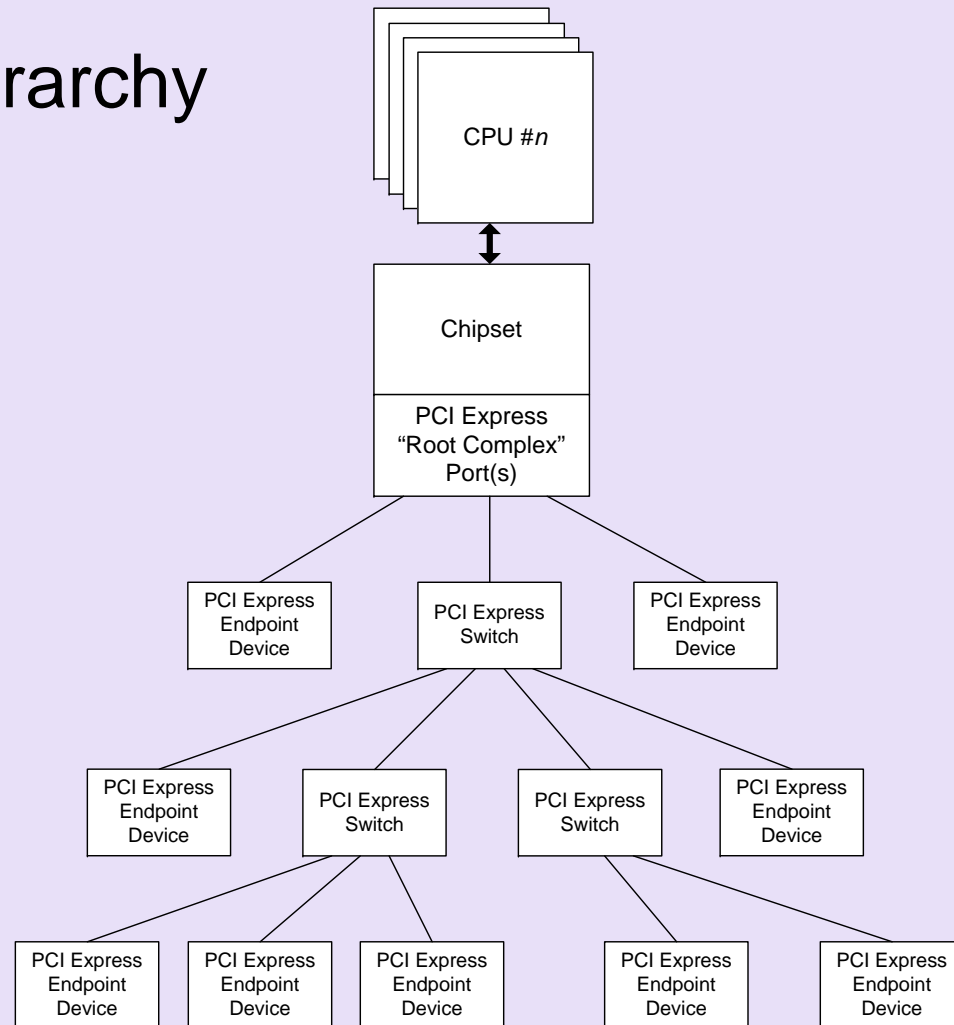 rarchy
CPU #n
Chipset
PCI Express
“Root Complex”
Port(s)
PCI Express
Endpoint
Device
PCI Express
Switch
PCI Express
Endpoint
Device
PCI Express
Endpoint
Device
PCI Express
Switch
PCI Express
Switch
PCI Express
Endpoint
Device
PCI Express
Endpoint
Device
PCI Express
Endpoint
Device
PCI Express
Endpoint
Device
PCI Express
Endpoint
Device
PCI Express
Endpoint
Device